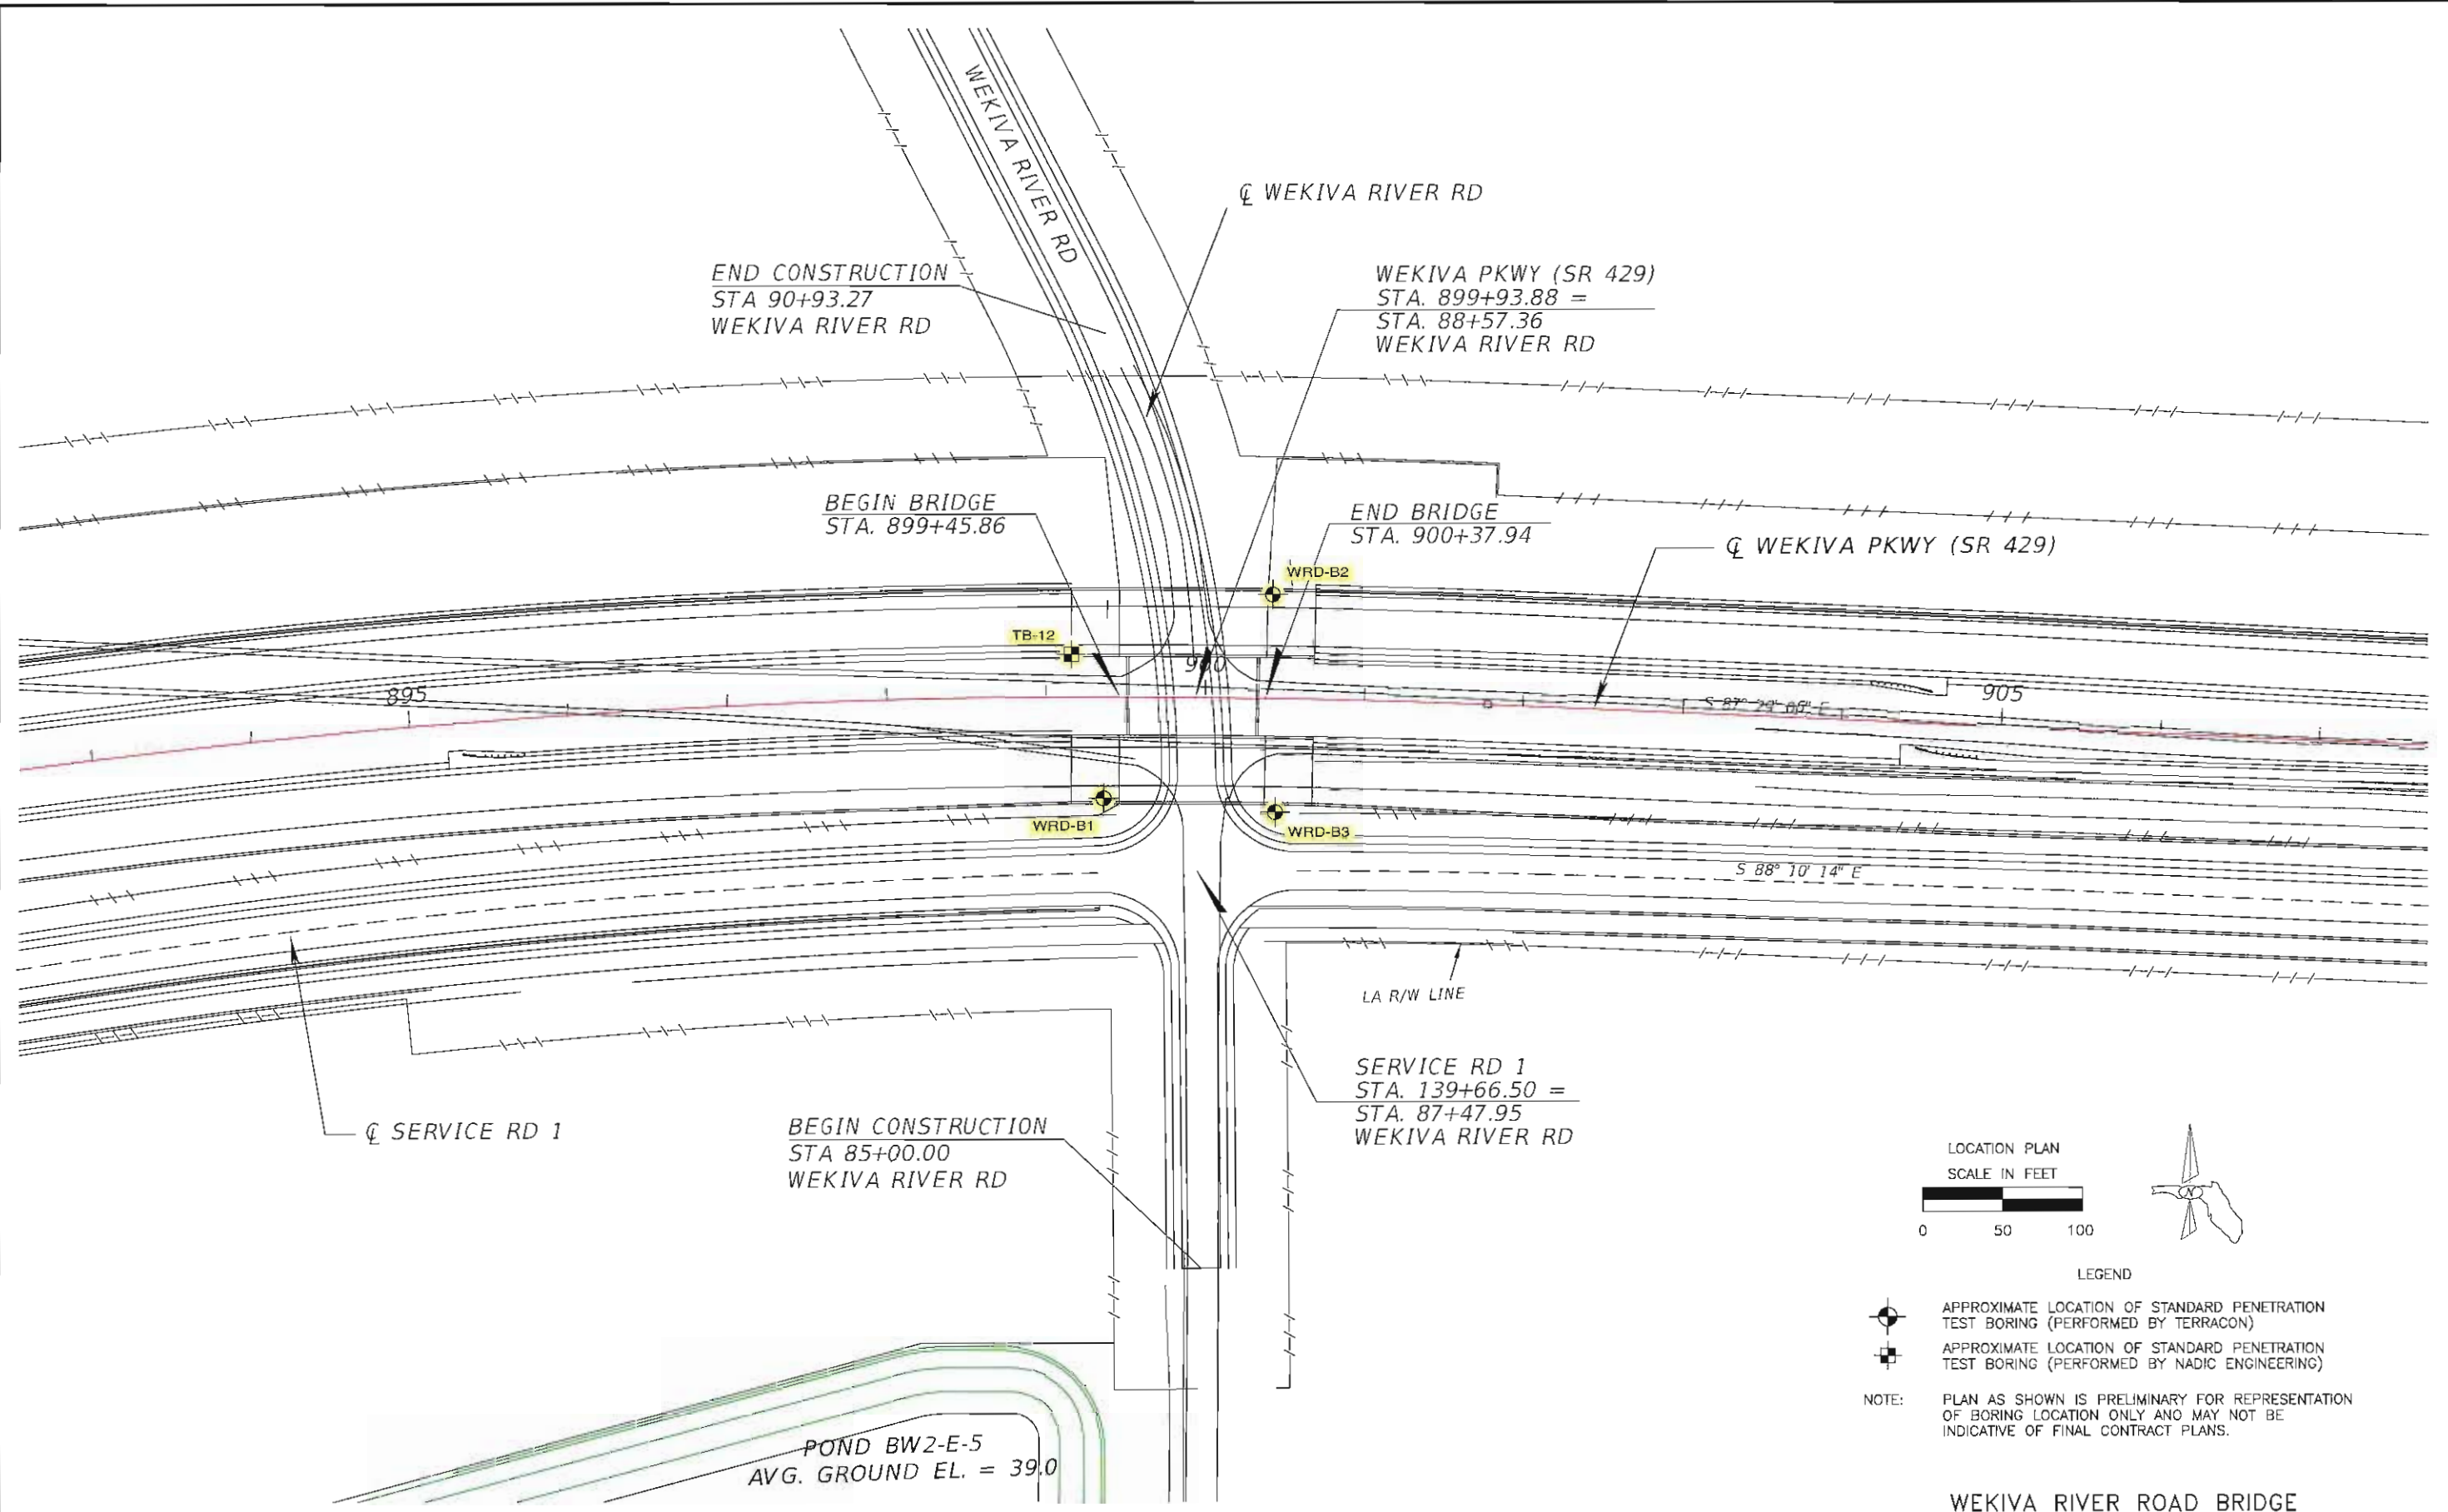 WEKIVA RIVER RD
℄ WEKIVA RIVER RD
END CONSTRUCTION
STA 90+93.27
WEKIVA RIVER RD
WEKIVA PKWY (SR 429)
STA. 899+93.88 =
STA. 88+57.36
WEKIVA RIVER RD
BEGIN BRIDGE
STA. 899+45.86
END BRIDGE
STA. 900+37.94
℄ WEKIVA PKWY (SR 429)
WRD-B2
TB-12
900
895
905
S 87° 29' E
WRD-B1
WRD-B3
S 88° 10' 14" E
LA R/W LINE
SERVICE RD 1
STA. 139+66.50 =
STA. 87+47.95
WEKIVA RIVER RD
℄ SERVICE RD 1
BEGIN CONSTRUCTION
STA 85+00.00
WEKIVA RIVER RD
LOCATION PLAN
SCALE IN FEET
0 50 100
N
LEGEND
APPROXIMATE LOCATION OF STANDARD PENETRATION
TEST BORING (PERFORMED BY TERRACON)
APPROXIMATE LOCATION OF STANDARD PENETRATION
TEST BORING (PERFORMED BY NADIC ENGINEERING)
NOTE: PLAN AS SHOWN IS PRELIMINARY FOR REPRESENTATION
OF BORING LOCATION ONLY AND MAY NOT BE
INDICATIVE OF FINAL CONTRACT PLANS.
POND BW2-E-5
AVG. GROUND EL. = 39.0
WEKIVA RIVER ROAD BRIDGE